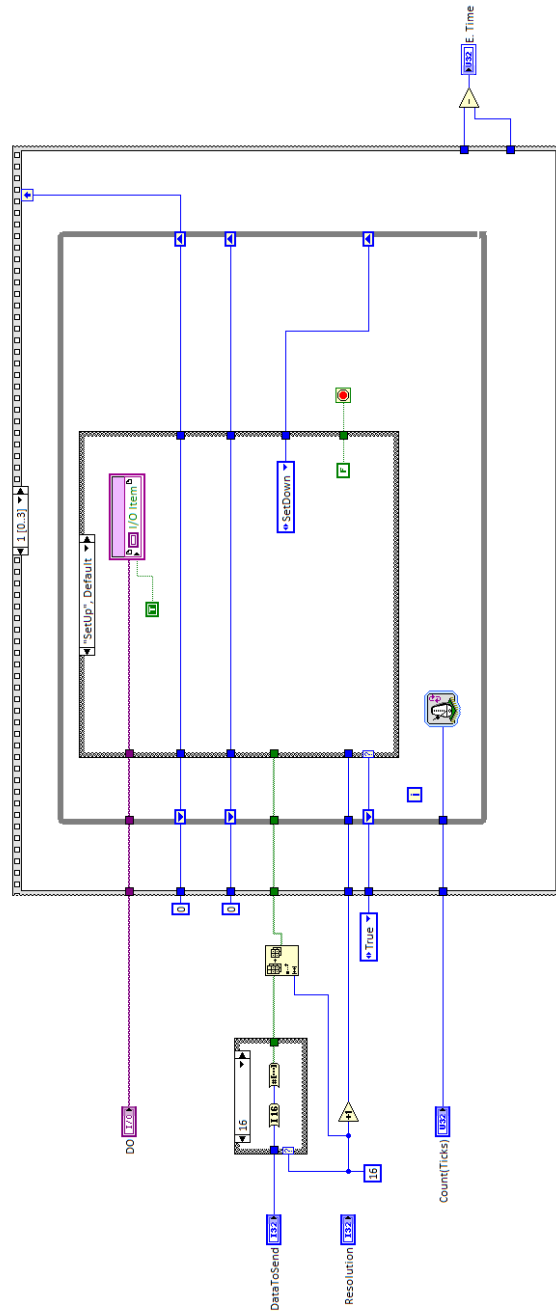 1 [0..3]
"SetUp", Default
I/O Item
T
SetDown
F
i
E. Time
U32
DO
I/O
0
0
True
16
I16
#[...]
DataToSend
I32
16
+1
Resolution
I32
Count(Ticks)
U32